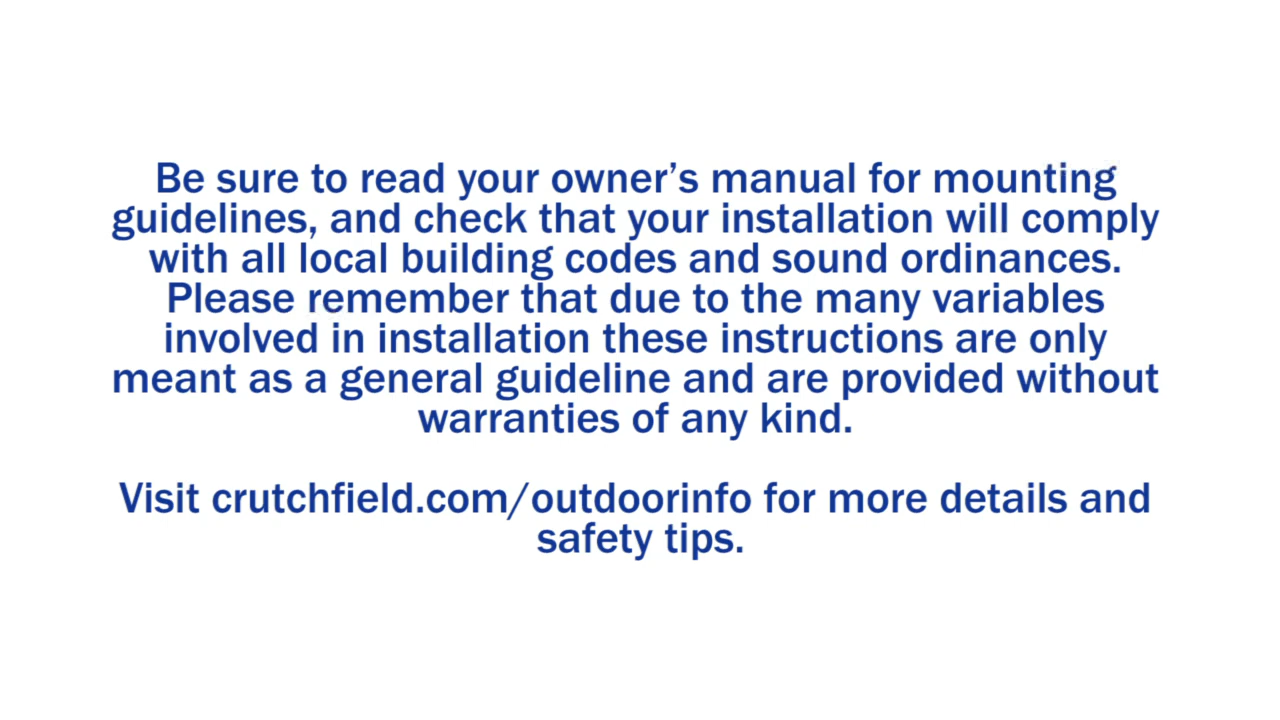 Be sure to read your owner’s manual for mounting
guidelines, and check that your installation will comply
with all local building codes and sound ordinances.
Please remember that due to the many variables
involved in installation these instructions are only
meant as a general guideline and are provided without
warranties of any kind.
Visit crutchfield.com/outdoorinfo for more details and
safety tips.